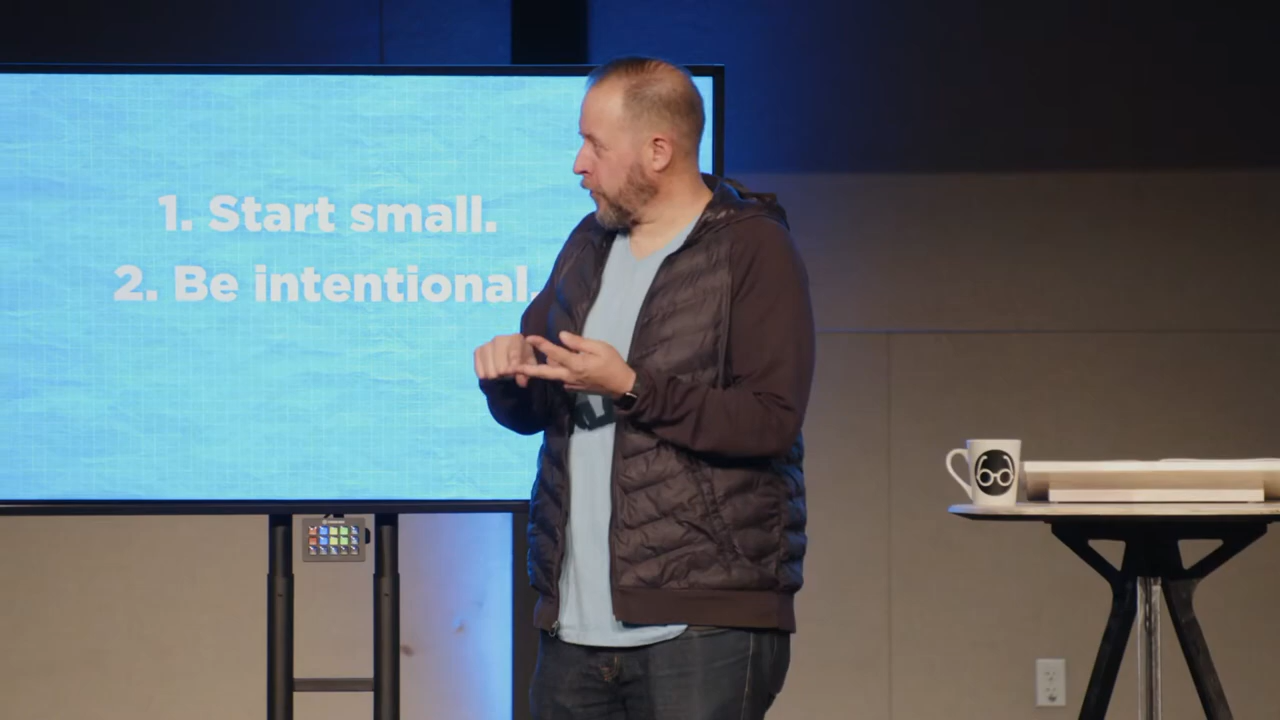 1. Start small.
2. Be intentional.